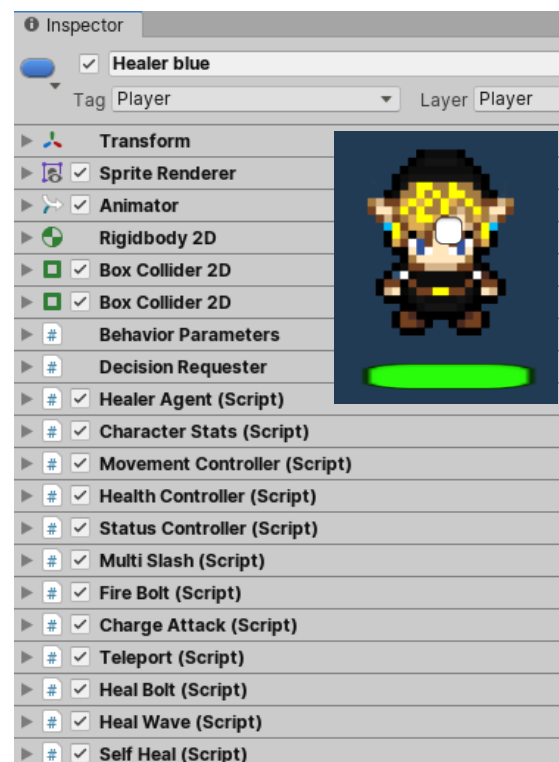 Inspector
Healer blue
Tag Player Layer Player
Transform
Sprite Renderer
Animator
Rigidbody 2D
Box Collider 2D
Box Collider 2D
Behavior Parameters
Decision Requester
Healer Agent (Script)
Character Stats (Script)
Movement Controller (Script)
Health Controller (Script)
Status Controller (Script)
Multi Slash (Script)
Fire Bolt (Script)
Charge Attack (Script)
Teleport (Script)
Heal Bolt (Script)
Heal Wave (Script)
Self Heal (Script)